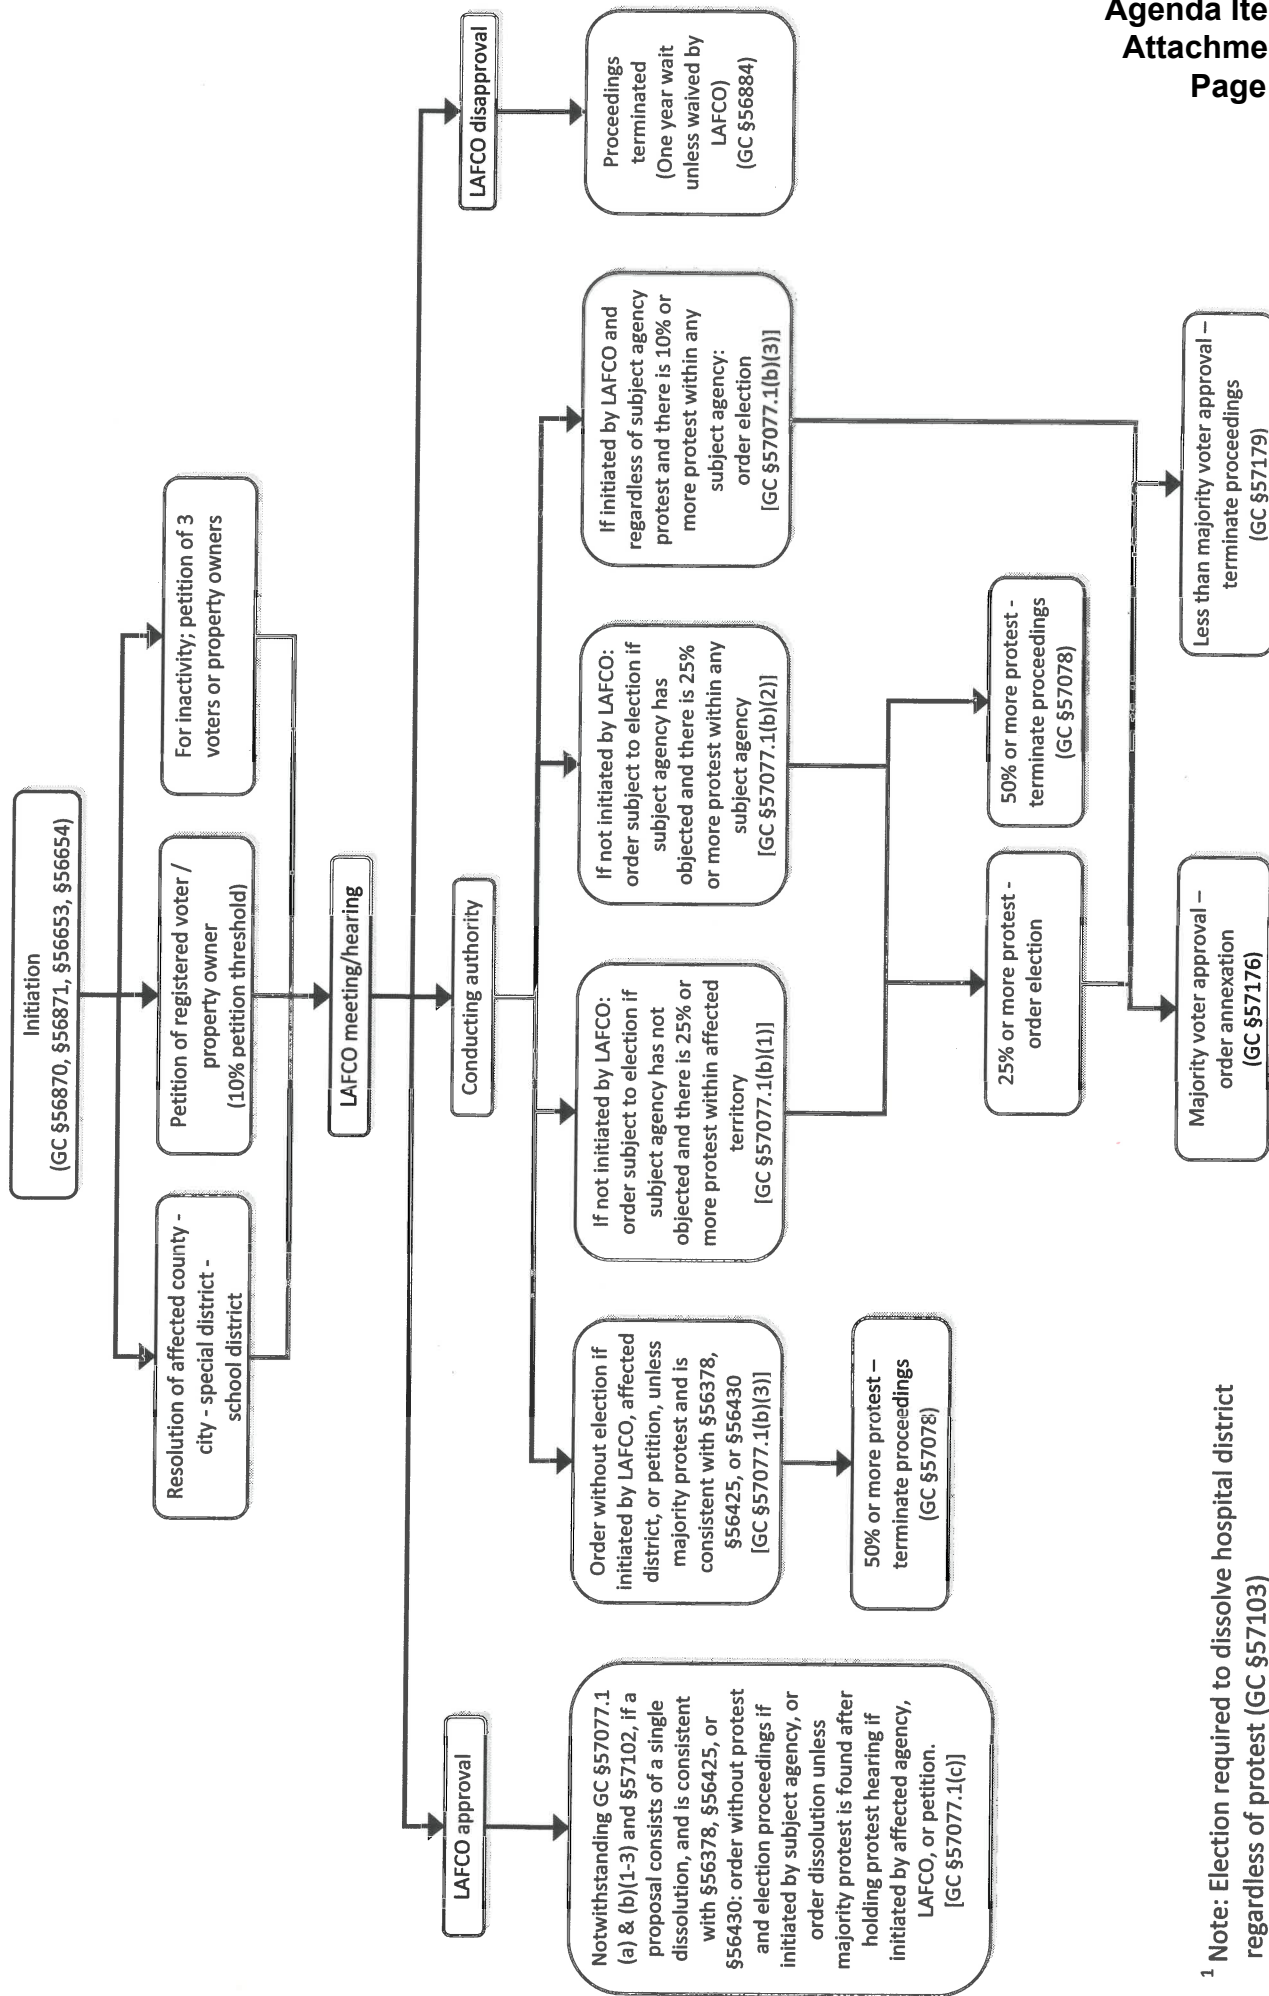 Agenda Ite
Attachme
Page
Initiation
(GC §56870, §56871, §56653, §56654)
Resolution of affected county -
city - special district -
school district
Petition of registered voter /
property owner
(10% petition threshold)
For inactivity; petition of 3
voters or property owners
LAFCO meeting/hearing
LAFCO approval
Conducting authority
LAFCO disapproval
Notwithstanding GC §57077.1
(a) & (b)(1-3) and §57102, if a
proposal consists of a single
dissolution, and is consistent
with §56378, §56425, or
§56430: order without protest
and election proceedings if
initiated by subject agency, or
order dissolution unless
majority protest is found after
holding protest hearing if
initiated by affected agency,
LAFCO, or petition.
[GC §57077.1(c)]
Order without election if
initiated by LAFCO, affected
district, or petition, unless
majority protest and is
consistent with §56378,
§56425, or §56430
[GC §57077.1(b)(3)]
If not initiated by LAFCO:
order subject to election if
subject agency has not
objected and there is 25% or
more protest within affected
territory
[GC §57077.1(b)(1)]
If not initiated by LAFCO:
order subject to election if
subject agency has
objected and there is 25%
or more protest within any
subject agency
[GC §57077.1(b)(2)]
If initiated by LAFCO and
regardless of subject agency
protest and there is 10% or
more protest within any
subject agency:
order election
[GC §57077.1(b)(3)]
Proceedings
terminated
(One year wait
unless waived by
LAFCO)
(GC §56884)
50% or more protest –
terminate proceedings
(GC §57078)
25% or more protest -
order election
50% or more protest -
terminate proceedings
(GC §57078)
Majority voter approval –
order annexation
(GC §57176)
Less than majority voter approval –
terminate proceedings
(GC §57179)
1 Note: Election required to dissolve hospital district
regardless of protest (GC §57103)